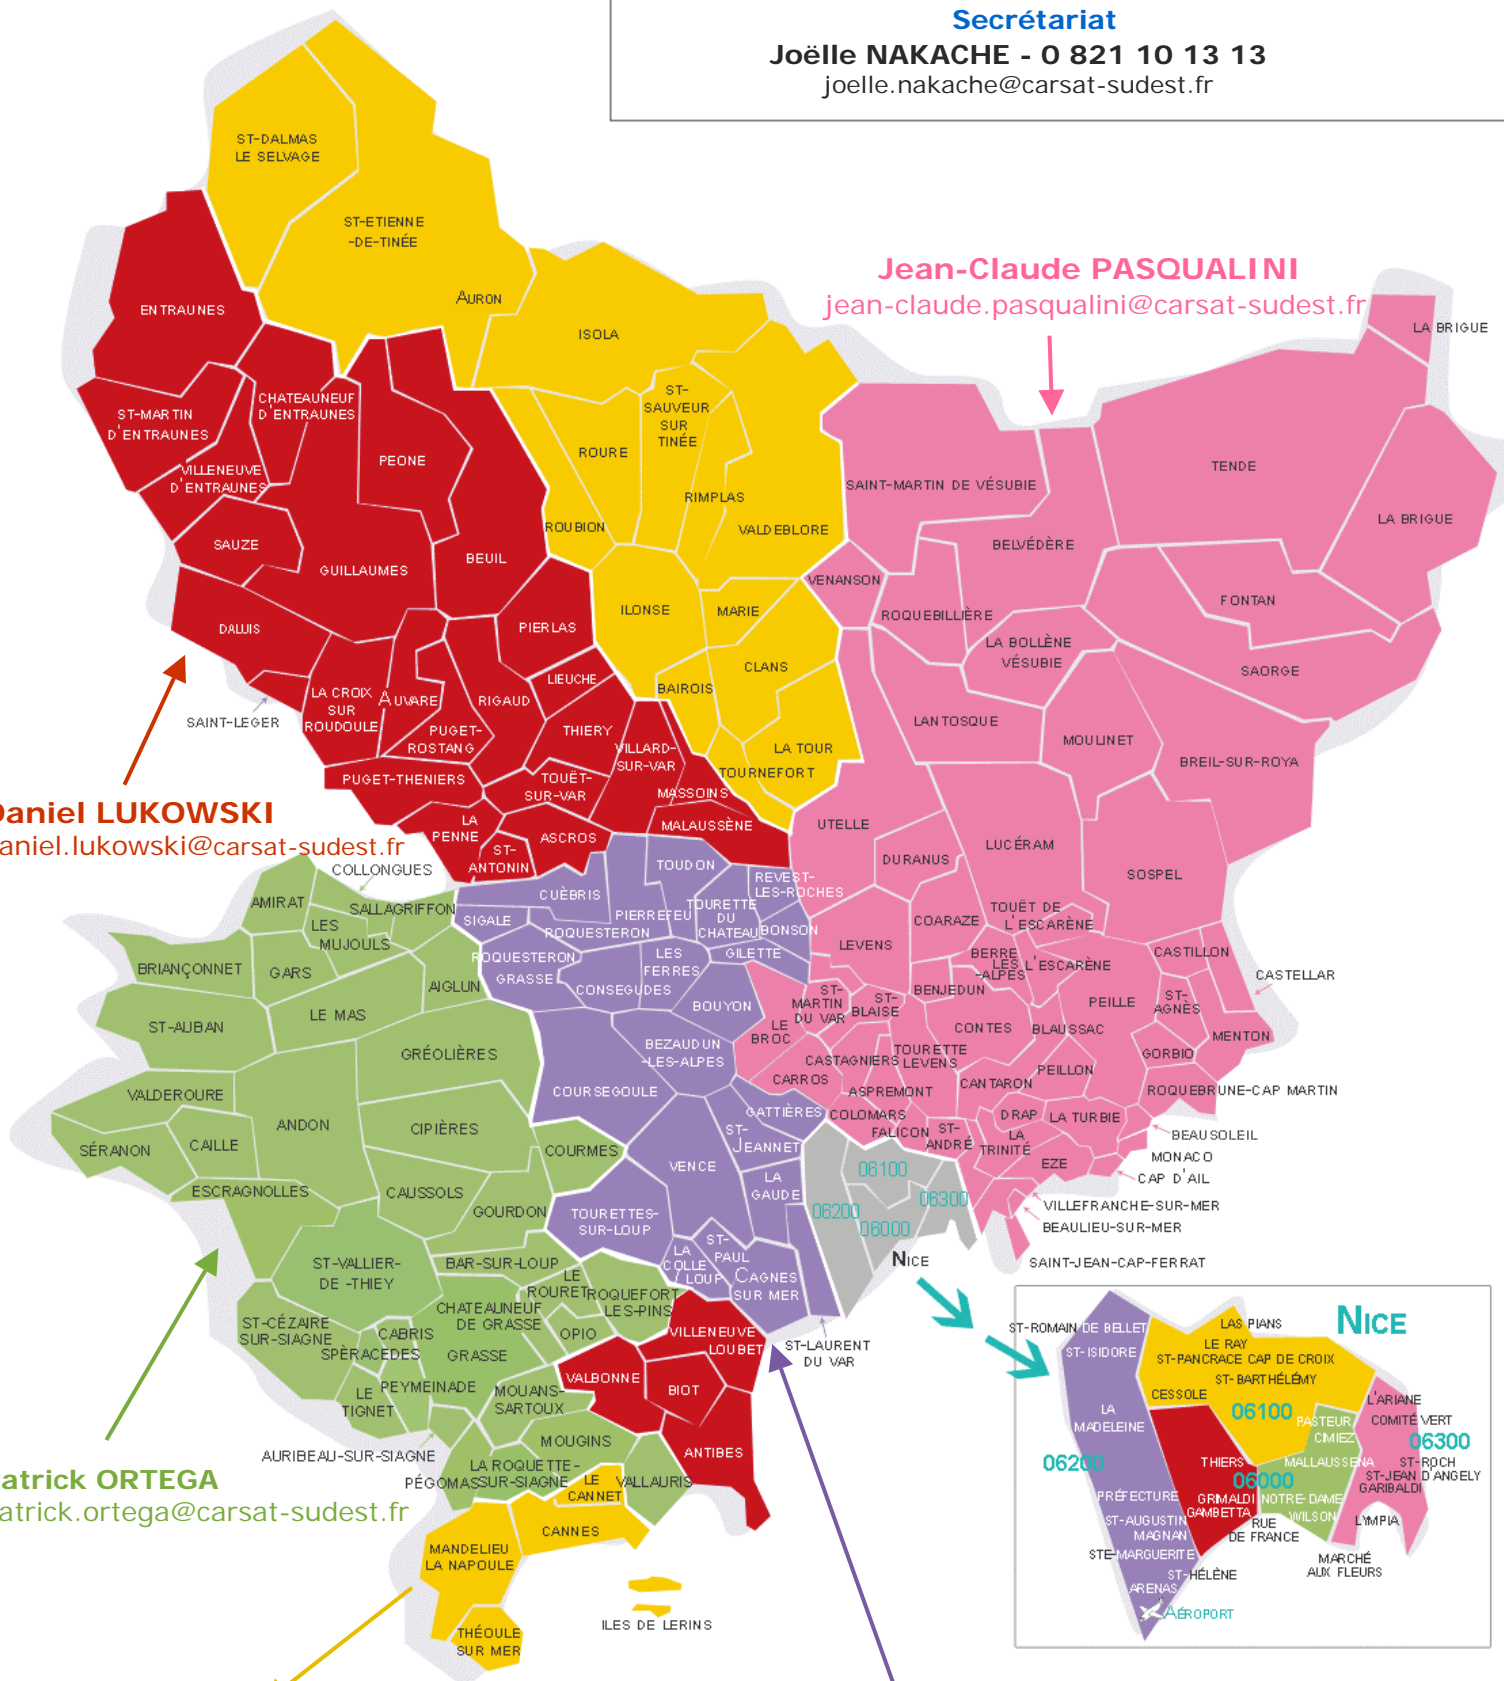 Secrétariat
Joëlle NAKACHE - 0 821 10 13 13
joelle.nakache@carsat-sudest.fr
ST-DALMAS
LE SELVAGE
ST-ETIENNE
-DE-TINÉE
AURON
ISOLA
ENTRAUNES
Jean-Claude PASQUALINI
jean-claude.pasqualini@carsat-sudest.fr
LA BRIGUE
ST-MARTIN
D'ENTRAUNES
CHATEAUNEUF
D'ENTRAUNES
ST-
SAUVEUR
SUR
TINÉE
PEONE
ROURE
VILLENEUVE
D'ENTRAUNES
RIMPLAS
SAINT-MARTIN DE VÉSUBIE
TENDE
LA BRIGUE
ROUBION
VALDEBLORE
SAUZE
BELVÉDÈRE
GUILLAUMES
BEUIL
VENANSON
FONTAN
ILONSE
MARIE
ROQUEBILLIÈRE
DALUIS
PIERLAS
LA BOLLÈNE
VÉSUBIE
CLANS
SAORGE
LIEUCHE
BAIROIS
LA CROIX
SUR
ROUDOULE
AUVARE
RIGAUD
SAINT-LEGER
LANTOSQUE
MOULINET
PUGET-
ROSTANG
THIERY
VILLARD-
SUR-VAR
LA TOUR
BREIL-SUR-ROYA
PUGET-THENIERS
TOUËT-
SUR-VAR
TOURNEFORT
MASSOINS
Daniel LUKOWSKI
aniel.lukowski@carsat-sudest.fr
LA
PENNE
ASCROS
MALAUSSÈNE
UTELLE
LUCÉRAM
ST-
ANTONIN
DURANUS
SOSPEL
COLLONGUES
TOUDON
REVEST-
LES-ROCHES
AMIRAT
SALLAGRIFFON
CUÈBRIS
LES
MUJOULS
SIGALE
PIERREFEU
TOURETTE
DU
CHATEAU
BONSON
ROQUESTERON
COARAZE
TOUËT DE
L'ESCARÈNE
LEVENS
BERRE
LES
-ALPES
L'ESCARÈNE
CASTILLON
BRIANÇONNET
GARS
AIGLUN
ROQUESTERON
GRASSE
LES
FERRES
GILETTE
CASTELLAR
CONSEGUDES
BOUYON
ST-
MARTIN
DU VAR
ST-
BLAISE
BENJEDUN
PEILLE
ST-
AGNÈS
ST-AUBAN
LE MAS
LE
BROC
CONTES
BLAUSSAC
MENTON
GRÉOLIÈRES
BEZAUDUN
-LES-ALPES
CASTAGNIERS
TOURETTE
LEVENS
GORBIO
COURSEGOULE
CARROS
ASPREMONT
CANTARON
PEILLON
ROQUEBRUNE-CAP MARTIN
VALDEROURE
ANDON
CIPIÈRES
GATTIÈRES
COLOMARS
DRAP
LA TURBIE
SÉRANON
CAILLE
COURMES
ST-
JEANNET
FALICON
ST-
ANDRÉ
LA
TRINITÉ
BEAUSOLEIL
VENCE
EZE
MONACO
CAP D'AIL
ESCRAGNOLLES
CAUSSOLS
LA
GAUDE
06100
06300
GOURDON
TOURETTES-
SUR-LOUP
06200
06000
VILLEFRANCHE-SUR-MER
BEAULIEU-SUR-MER
NICE
SAINT-JEAN-CAP-FERRAT
ST-VALLIER-
DE -THIEY
BAR-SUR-LOUP
ST-
PAUL
LA
COLLE
/ LOUP
CAGNES
SUR MER
LE
ROURET
ROQUEFORT
LES-PINS
CHATEAUNEUF
DE GRASSE
ST-CÉZAIRE
SUR-SIAGNE
CABRIS
OPIO
VILLENEUVE
LOUBET
SPÈRACEDES
GRASSE
ST-LAURENT
DU VAR
VALBONNE
BIOT
LE
TIGNET
PEYMEINADE
MOUANS-
SARTOUX
AURIBEAU-SUR-SIAGNE
MOUGINS
ANTIBES
LA ROQUETTE-
SUR-SIAGNE
PÉGOMAS
LE
CANNET
VALLAURIS
atrick ORTEGA
atrick.ortega@carsat-sudest.fr
CANNES
MANDELIEU
LA NAPOULE
ILES DE LERINS
THÉOULE
SUR MER
NICE
ST-ROMAIN DE BELLET
LAS PIANS
ST-ISIDORE
LE RAY
ST-PANCRACE CAP DE CROIX
ST-BARTHÉLÉMY
CESSOLE
L'ARIANE
LA
MADELEINE
06100
PASTEUR
COMITÉ VERT
CIMIEZ
06300
06200
THIERS
MALLAUSSENA
ST-ROCH
06000
ST-JEAN D'ANGELY
GARIBALDI
PRÉFECTURE
GRIMALDI
GAMBETTA
NOTRE-DAME
WILSON
ST-AUGUSTIN
MAGNAN
RUE
DE FRANCE
LYMPIA
STE-MARGUERITE
MARCHÉ
AUX FLEURS
ST-HÉLÈNE
ARENAS
AÉROPORT